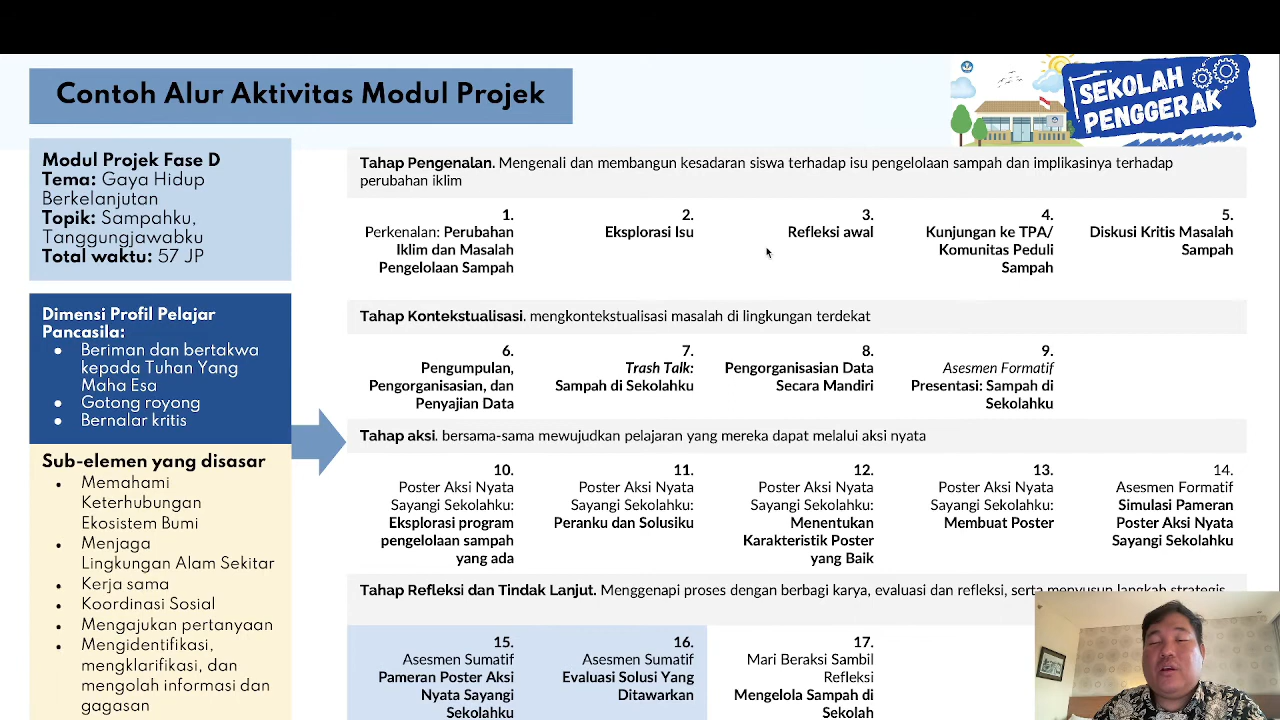 Contoh Alur Aktivitas Modul Projek
SEKOLAH
PENGGERAK
Modul Projek Fase D
Tema: Gaya Hidup
Berkelanjutan
Topik: Sampahku,
Tanggungjawabku
Total waktu: 57 JP
Dimensi Profil Pelajar
Pancasila:
Beriman dan bertakwa
kepada Tuhan Yang
Maha Esa
Gotong royong
Bernalar kritis
Sub-elemen yang disasar
Memahami
Keterhubungan
Ekosistem Bumi
Menjaga
Lingkungan Alam Sekitar
Kerja sama
Koordinasi Sosial
Mengajukan pertanyaan
Mengidentifikasi,
mengklarifikasi, dan
mengolah informasi dan
gagasan
Tahap Pengenalan. Mengenali dan membangun kesadaran siswa terhadap isu pengelolaan sampah dan implikasinya terhadap
perubahan iklim
1.
Perkenalan: Perubahan
Iklim dan Masalah
Pengelolaan Sampah
2.
Eksplorasi Isu
3.
Refleksi awal
4.
Kunjungan ke TPA/
Komunitas Peduli
Sampah
5.
Diskusi Kritis Masalah
Sampah
Tahap Kontekstualisasi. mengkontekstualisasi masalah di lingkungan terdekat
6.
Pengumpulan,
Pengorganisasian, dan
Penyajian Data
7.
Trash Talk:
Sampah di Sekolahku
8.
Pengorganisasian Data
Secara Mandiri
9.
Asesmen Formatif
Presentasi: Sampah di
Sekolahku
Tahap aksi. bersama-sama mewujudkan pelajaran yang mereka dapat melalui aksi nyata
10.
Poster Aksi Nyata
Sayangi Sekolahku:
Eksplorasi program
pengelolaan sampah
yang ada
11.
Poster Aksi Nyata
Sayangi Sekolahku:
Peranku dan Solusiku
12.
Poster Aksi Nyata
Sayangi Sekolahku:
Menentukan
Karakteristik Poster
yang Baik
13.
Poster Aksi Nyata
Sayangi Sekolahku:
Membuat Poster
14.
Asesmen Formatif
Simulasi Pameran
Poster Aksi Nyata
Sayangi Sekolahku
Tahap Refleksi dan Tindak Lanjut. Menggenapi proses dengan berbagai karya, evaluasi dan refleksi, serta menyusun langkah strategis
15.
Asesmen Sumatif
Pameran Poster Aksi
Nyata Sayangi
Sekolahku
16.
Asesmen Sumatif
Evaluasi Solusi Yang
Ditawarkan
17.
Mari Beraksi Sambil
Refleksi
Mengelola Sampah di
Sekolah